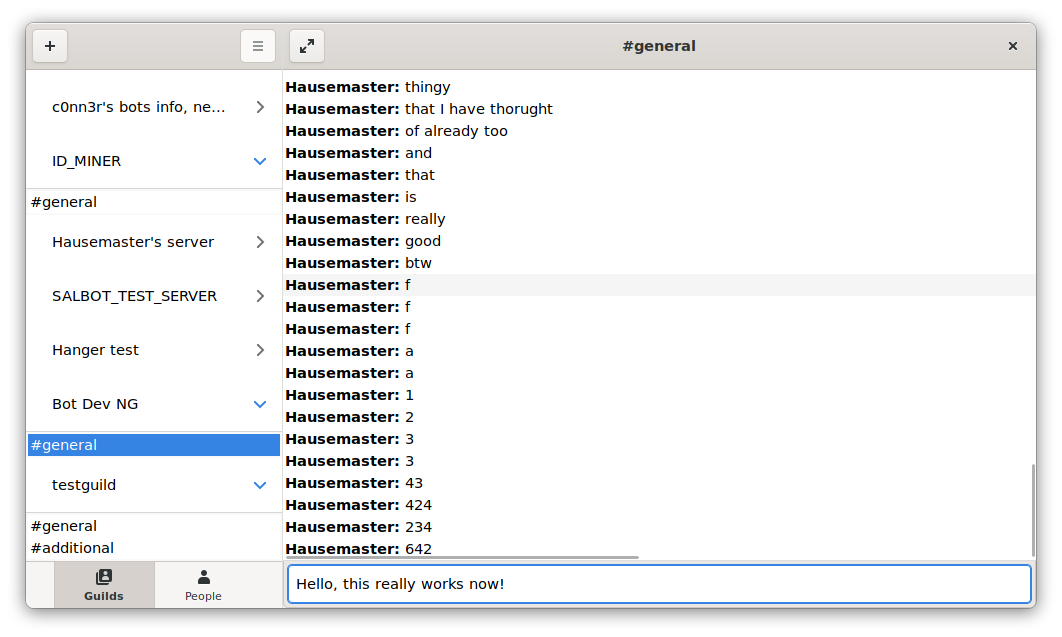 #general
c0nn3r's bots info, ne...
ID_MINER
#general
Hausemaster's server
SALBOT_TEST_SERVER
Hanger test
Bot Dev NG
#general
testguild
#general
#additional
Guilds
People
Hausemaster: thingy
Hausemaster: that I have thorught
Hausemaster: of already too
Hausemaster: and
Hausemaster: that
Hausemaster: is
Hausemaster: really
Hausemaster: good
Hausemaster: btw
Hausemaster: f
Hausemaster: f
Hausemaster: f
Hausemaster: a
Hausemaster: a
Hausemaster: 1
Hausemaster: 2
Hausemaster: 3
Hausemaster: 3
Hausemaster: 43
Hausemaster: 424
Hausemaster: 234
Hausemaster: 642
Hello, this really works now!